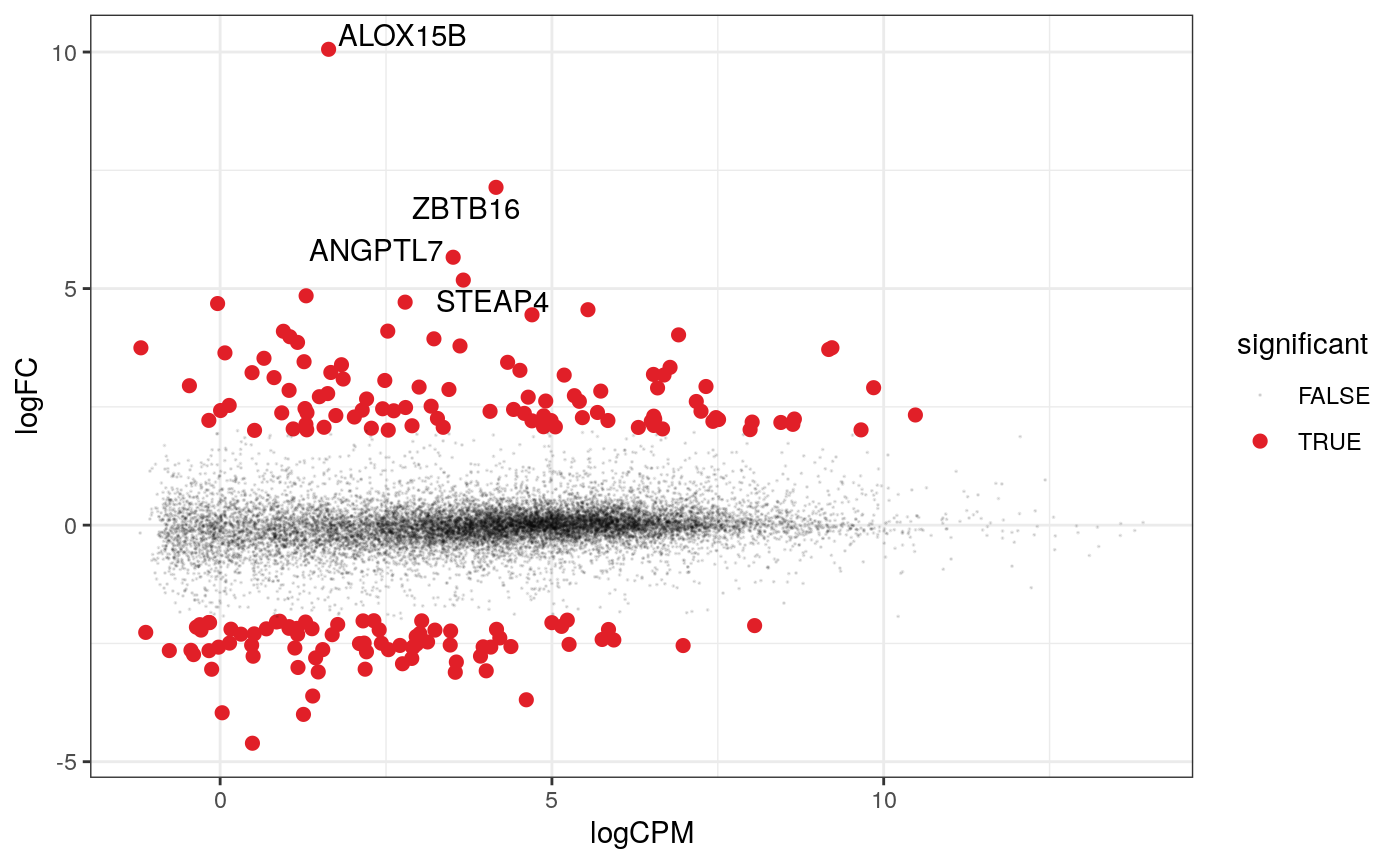 ALOX15B
ZBTB16
ANGPTL7
STEAP4
10
5
0
-5
logFC
0
5
10
logCPM
significant
FALSE
TRUE